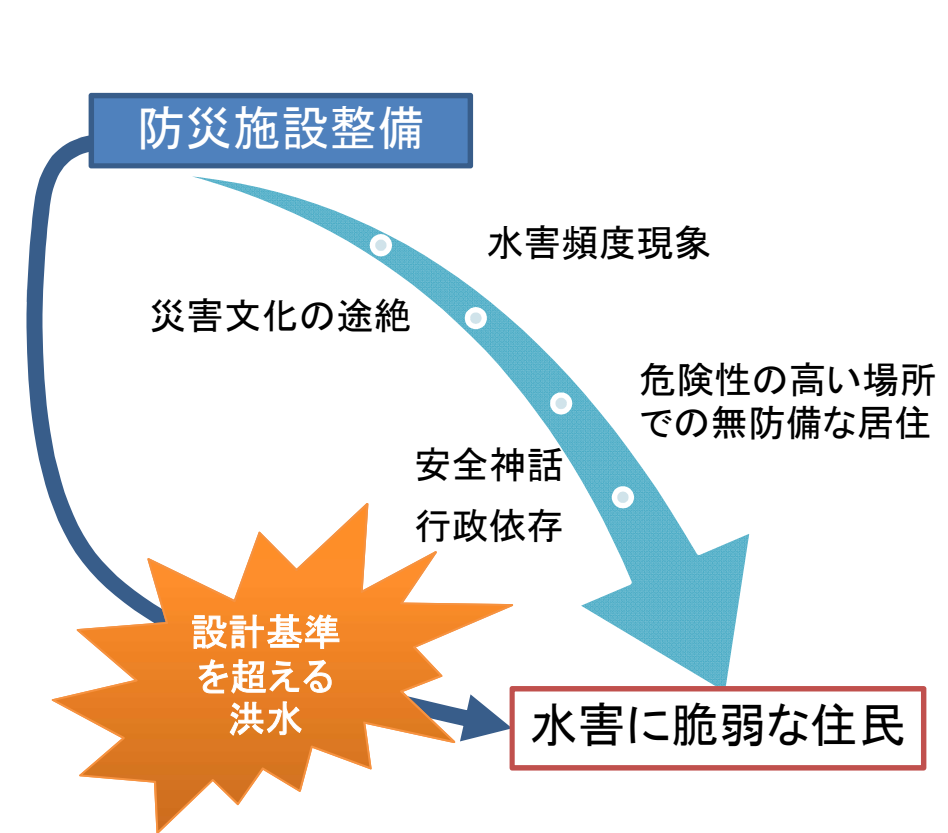 防災施設整備
水害頻度現象
災害文化の途絶
危険性の高い場所
での無防備な居住
安全神話
行政依存
設計基準
を超える
洪水
水害に脆弱な住民